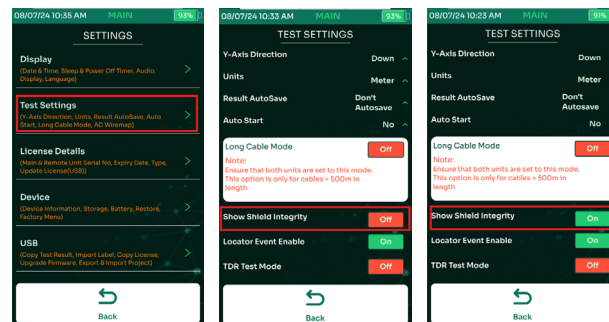 08/07/24 10:35 AM MAIN 93%
SETTINGS
Display
(Date & Time, Sleep & Power Off Timer, Audio,
Display, Language)
Test Settings
(Y-Axis Direction, Units, Result AutoSave, Auto
Start, Long Cable Mode, AC Wiremap)
License Details
(Main & Remote Unit Serial No, Expiry Date, Type,
Update License(USB))
Device
(Device Information, Storage, Battery, Restore,
Factory Menu)
USB
(Copy Test Result, Import Label, Copy License,
Upgrade Firmware, Export & Import Project)
Back
08/07/24 10:33 AM MAIN 93%
TEST SETTINGS
Y-Axis Direction Down
Units Meter
Result AutoSave Don't
Autosave
Auto Start No
Long Cable Mode Off
Note:
Ensure that both units are set to this mode.
This option is only for cables > 500m in
length
Show Shield Integrity Off
Locator Event Enable On
TDR Test Mode Off
Back
08/07/24 10:23 AM MAIN 91%
TEST SETTINGS
Y-Axis Direction Down
Units Meter
Result AutoSave Don't
Autosave
Auto Start No
Long Cable Mode Off
Note:
Ensure that both units are set to this mode.
This option is only for cables > 500m in
length
Show Shield Integrity On
Locator Event Enable On
TDR Test Mode Off
Back